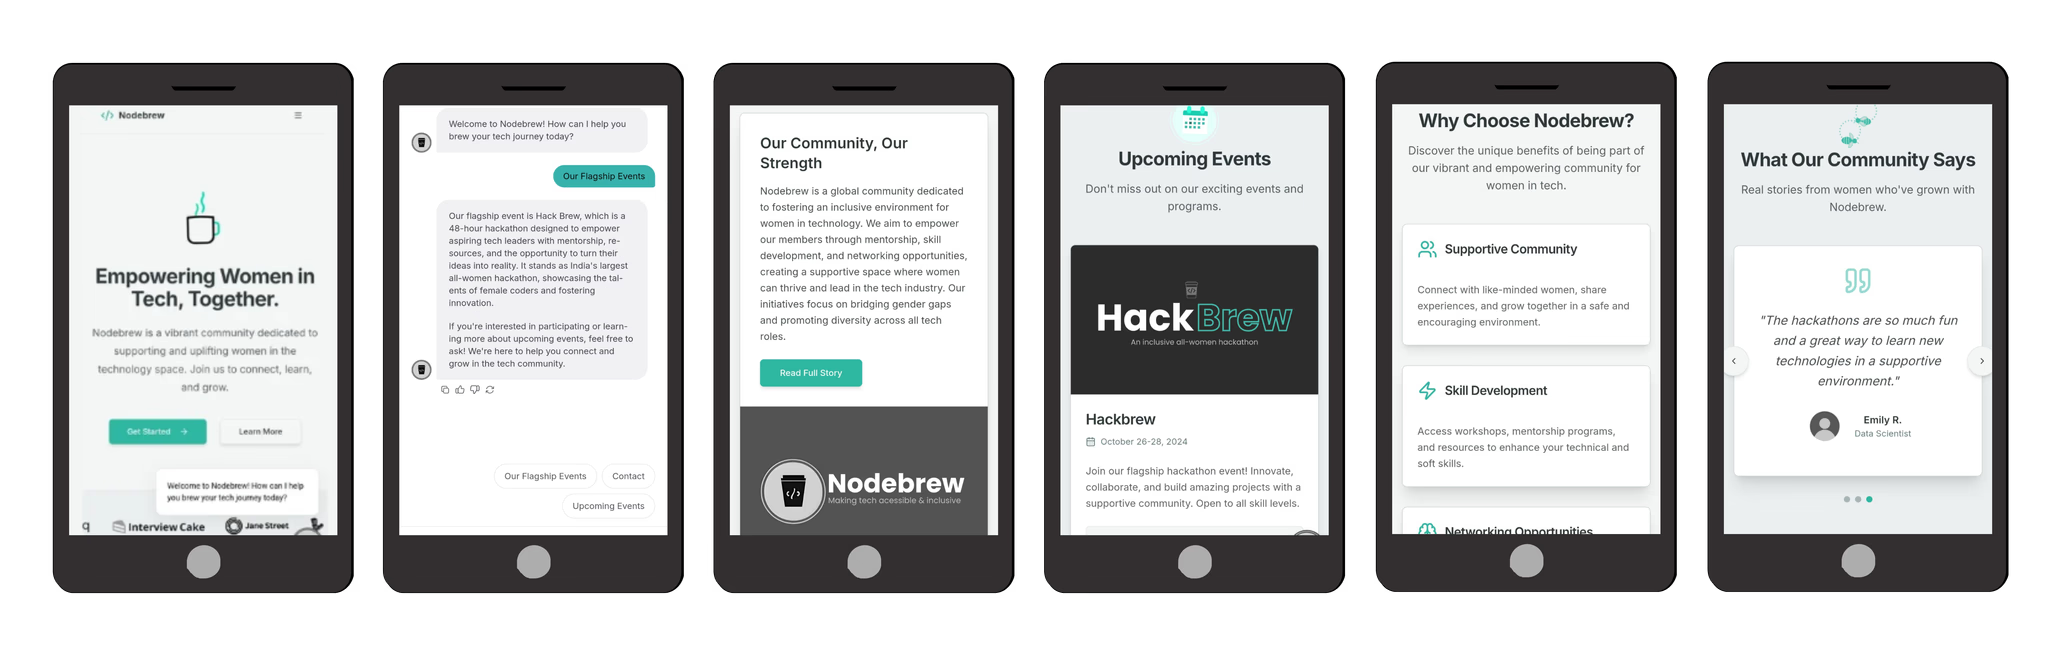 Nodebrew
Empowering Women in
Tech, Together.
Nodebrew is a vibrant community dedicated to
supporting and uplifting women in the
technology space. Join us to connect, learn,
and grow.
Get Started
Learn More
Welcome to Nodebrew! How can I help
you brew your tech journey today?
q
Interview Cake
Jane Street
Welcome to Nodebrew! How can I help you
brew your tech journey today?
Our Flagship Events
Our flagship event is Hack Brew, which is a
48-hour hackathon designed to empower
aspiring tech leaders with mentorship, re-
sources, and the opportunity to turn their
ideas into reality. It stands as India's largest
all-women hackathon, showcasing the tal-
ents of female coders and fostering
innovation.
If you're interested in participating or learn-
ing more about upcoming events, feel free to
ask! We're here to help you connect and
grow in the tech community.
Our Flagship Events
Contact
Upcoming Events
Our Community, Our
Strength
Nodebrew is a global community dedicated
to fostering an inclusive environment for
women in technology. We aim to empower
our members through mentorship, skill
development, and networking opportunities,
creating a supportive space where women
can thrive and lead in the tech industry. Our
initiatives focus on bridging gender gaps
and promoting diversity across all tech
roles.
Read Full Story
Nodebrew
Making tech acessible & inclusive
Upcoming Events
Don't miss out on our exciting events and
programs.
HackBrew
An inclusive all-women hackathon
Hackbrew
October 26-28, 2024
Join our flagship hackathon event! Innovate,
collaborate, and build amazing projects with a
supportive community. Open to all skill levels.
Why Choose Nodebrew?
Discover the unique benefits of being part of
our vibrant and empowering community for
women in tech.
Supportive Community
Connect with like-minded women, share
experiences, and grow together in a safe and
encouraging environment.
Skill Development
Access workshops, mentorship programs,
and resources to enhance your technical and
soft skills.
Networking Opportunities
What Our Community Says
Real stories from women who've grown with
Nodebrew.
"The hackathons are so much fun
and a great way to learn new
technologies in a supportive
environment."
Emily R.
Data Scientist